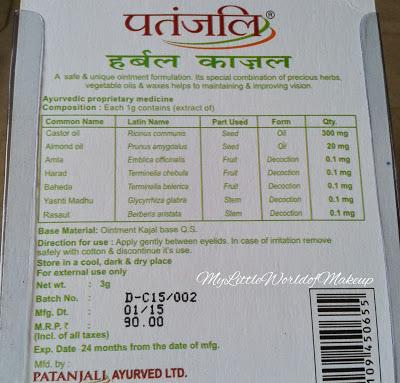 पतंजलि®
हर्बल काज़ल
A safe & unique ointment formulation. Its special combination of precious herbs,
vegetable oils & waxes helps to maintaining & improving vision.
Ayurvedic proprietary medicine
Composition : Each 1g contains (extract of)
Common Name Latin Name Part Used Form Qty.
Castor oil Ricinus communis Seed Oil 300 mg
Almond oil Prunus amygdalus Seed Oil 20 mg
Amla Emblica officinalis Fruit Decoction 0.1 mg
Harad Terminalia chebula Fruit Decoction 0.1 mg
Baheda Terminalia belerica Fruit Decoction 0.1 mg
Yashti Madhu Glycyrrhiza glabra Stem Decoction 0.1 mg
Rasaut Berberis aristata Stem Decoction 0.1 mg
Base Material: Ointment Kajal base Q.S.
Direction for use : Apply gently between eyelids. In case of irritation remove
safely with cotton & discontinue it's use.
Store in a cool, dark & dry place
For external use only
MyLittleWorldofMakeup
Net wt. : 3g
Batch No. : D-C15/002
Mfg. Dt. : 01/15
M.R.P. ₹ : 90.00
(Incl. of all taxes)
Exp. Date 24 months from the date of mfg.
Mfd. by :
PATANJALI AYURVED LTD.
109450655